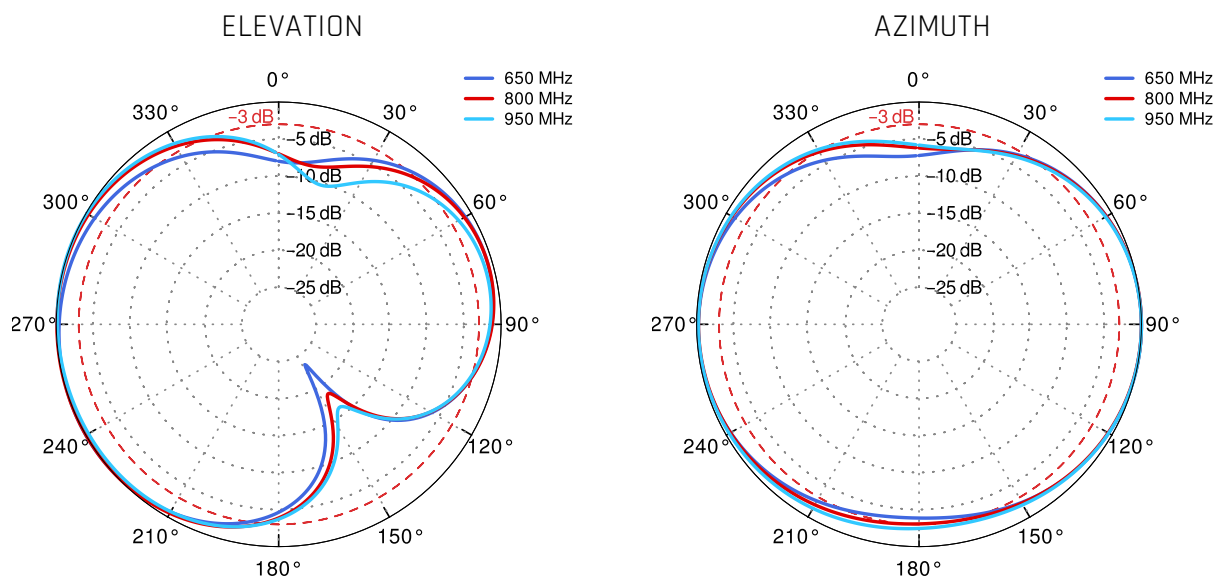 ELEVATION
0°
650 MHz
800 MHz
950 MHz
330°
30°
−3 dB
−5 dB
−10 dB
300°
60°
−15 dB
−20 dB
−25 dB
270°
90°
240°
120°
210°
150°
180°
AZIMUTH
0°
650 MHz
800 MHz
950 MHz
330°
30°
−3 dB
−5 dB
−10 dB
300°
60°
−15 dB
−20 dB
−25 dB
270°
90°
240°
120°
210°
150°
180°